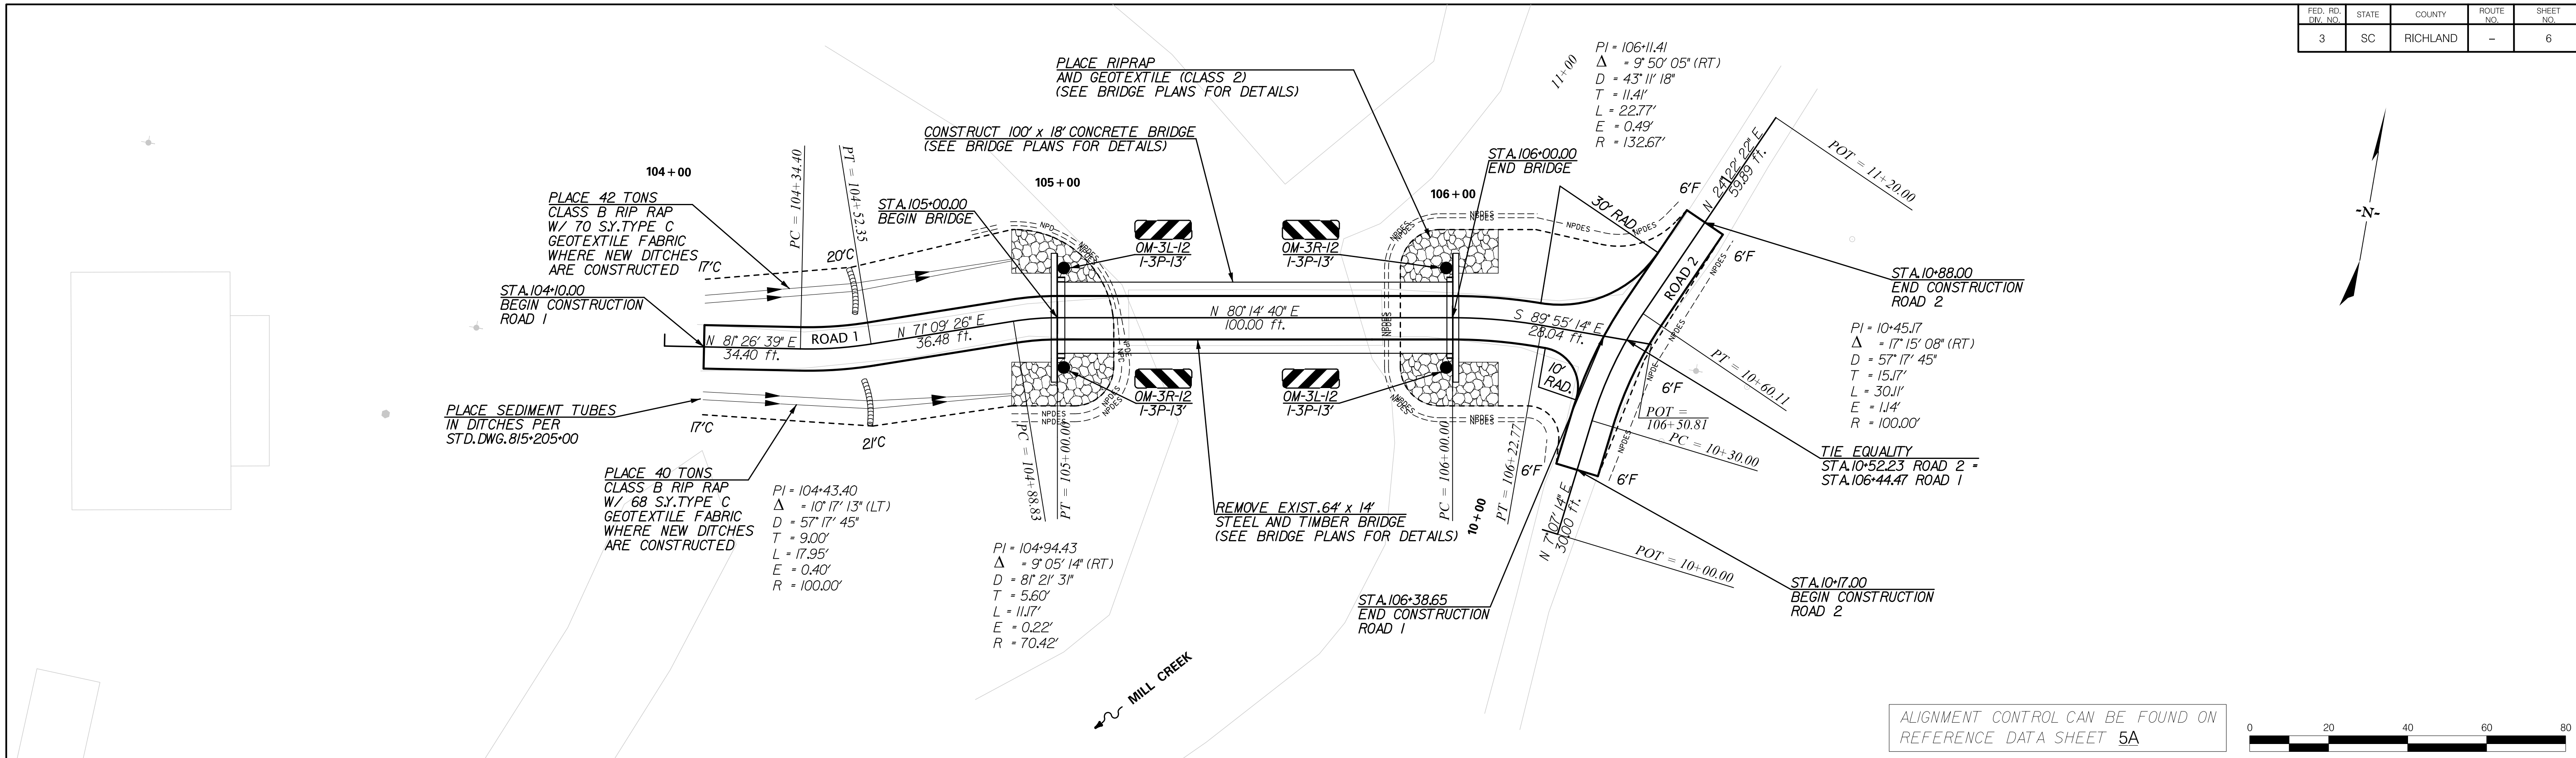 FED. RD. DIV. NO.
STATE
COUNTY
ROUTE NO.
SHEET NO.
3
SC
RICHLAND
-
6
PLACE RIPRAP
AND GEOTEXTILE (CLASS 2)
(SEE BRIDGE PLANS FOR DETAILS)
11+00
PI = 106+11.41
Δ = 9° 50' 05" (RT)
D = 43° 11' 18"
T = 11.41'
L = 22.77'
E = 0.49'
R = 132.67'
CONSTRUCT 100' x 18' CONCRETE BRIDGE
(SEE BRIDGE PLANS FOR DETAILS)
104+00
PC = 104+34.40
PT = 104+52.35
105+00
106+00
STA.106+00.00
END BRIDGE
N 24°22' 22" E
59.89 ft.
POT = 11+20.00
PLACE 42 TONS
CLASS B RIP RAP
W/ 70 S.Y.TYPE C
GEOTEXTILE FABRIC
WHERE NEW DITCHES
ARE CONSTRUCTED
STA.105+00.00
BEGIN BRIDGE
OM-3L-12
1-3P-13'
OM-3R-12
1-3P-13'
30' RAD.
6'F
6'F
-N-
17'C
20'C
NPDES
NPDES
NPDES
NPDES
NPDES
NPDES
STA.104+10.00
BEGIN CONSTRUCTION
ROAD 1
STA.10+88.00
END CONSTRUCTION
ROAD 2
ROAD 2
N 81° 26' 39" E
34.40 ft.
ROAD 1
N 71° 09' 26" E
36.48 ft.
N 80° 14' 40" E
100.00 ft.
S 89° 55' 14" E
28.04 ft.
PI = 10+45.17
Δ = 17° 15' 08" (RT)
D = 57° 17' 45"
T = 15.17'
L = 30.11'
E = 1.14'
R = 100.00'
PT = 10+60.11
10' RAD.
6'F
POT =
106+50.81
PC = 10+30.00
OM-3R-12
1-3P-13'
OM-3L-12
1-3P-13'
PLACE SEDIMENT TUBES
IN DITCHES PER
STD.DWG.815+205+00
17'C
21'C
NPDES
NPDES
NPDES
NPDES
NPDES
NPDES
TIE EQUALITY
STA.10+52.23 ROAD 2 =
STA.106+44.47 ROAD 1
PLACE 40 TONS
CLASS B RIP RAP
W/ 68 S.Y.TYPE C
GEOTEXTILE FABRIC
WHERE NEW DITCHES
ARE CONSTRUCTED
PI = 104+43.40
Δ = 10° 17' 13" (LT)
D = 57° 17' 45"
T = 9.00'
L = 17.95'
E = 0.40'
R = 100.00'
PC = 104+88.83
PT = 105+00.00
PI = 104+94.43
Δ = 9° 05' 14" (RT)
D = 81° 21' 31"
T = 5.60'
L = 11.17'
E = 0.22'
R = 70.42'
REMOVE EXIST.64' x 14'
STEEL AND TIMBER BRIDGE
(SEE BRIDGE PLANS FOR DETAILS)
PC = 106+00.00
10+00
PT = 106+22.77
6'F
6'F
N 7° 07' 14" E
30.00 ft.
POT = 10+00.00
STA.106+38.65
END CONSTRUCTION
ROAD 1
STA.10+17.00
BEGIN CONSTRUCTION
ROAD 2
MILL CREEK
ALIGNMENT CONTROL CAN BE FOUND ON
REFERENCE DATA SHEET 5A
0 20 40 60 80